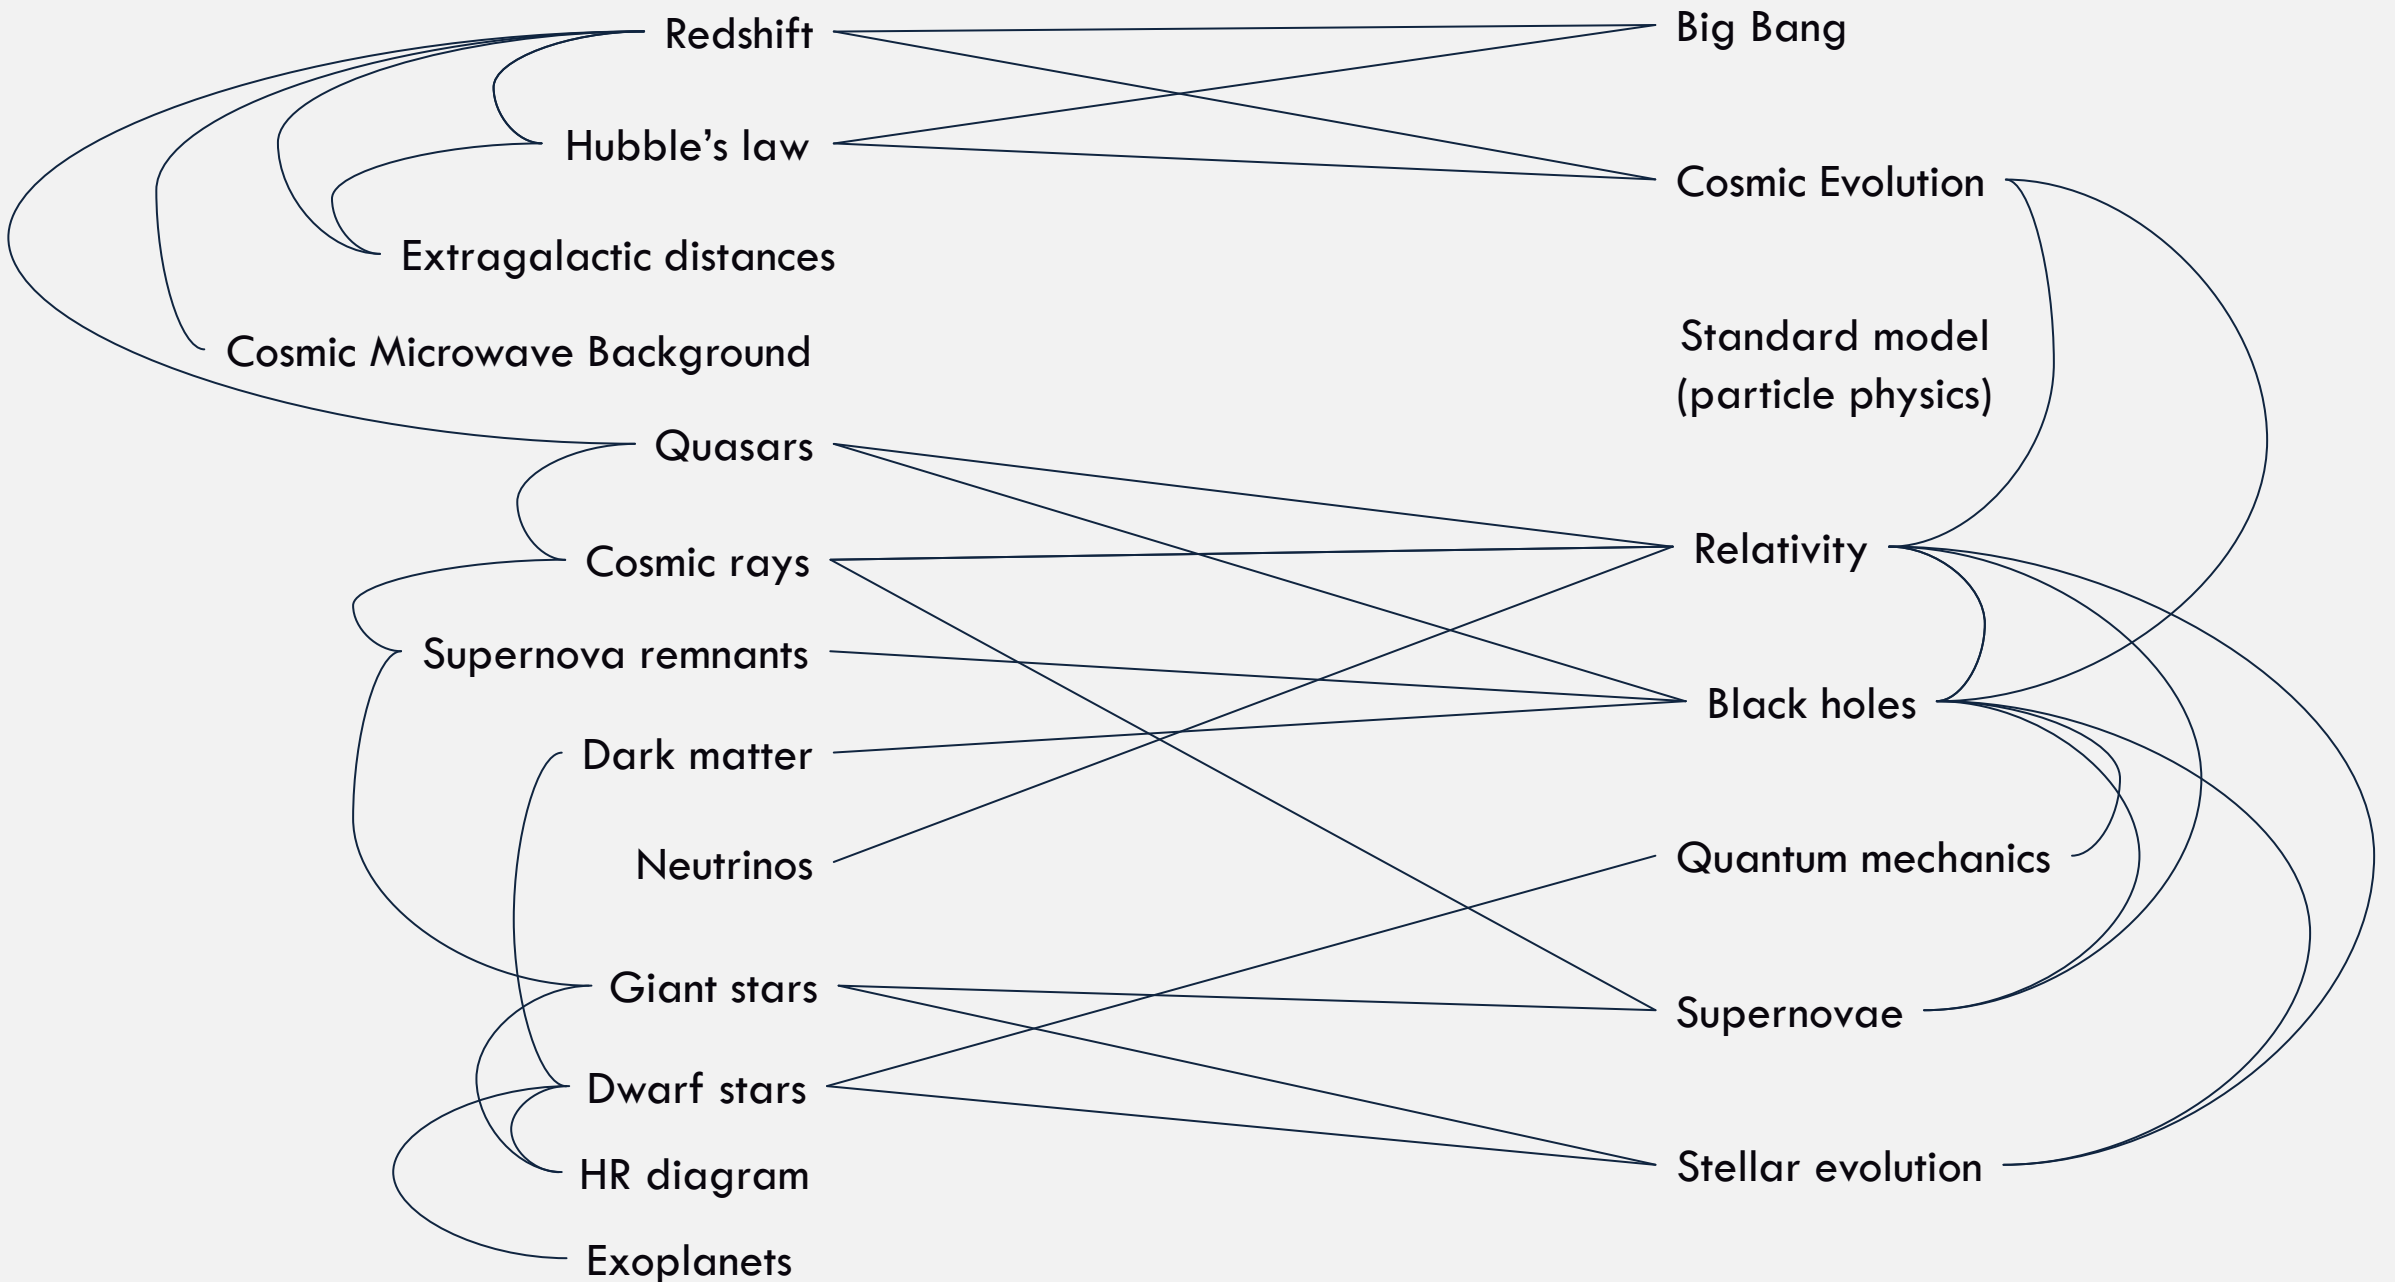 Redshift
Hubble’s law
Extragalactic distances
Cosmic Microwave Background
Quasars
Cosmic rays
Supernova remnants
Dark matter
Neutrinos
Giant stars
Dwarf stars
HR diagram
Exoplanets
Big Bang
Cosmic Evolution
Standard model
(particle physics)
Relativity
Black holes
Quantum mechanics
Supernovae
Stellar evolution